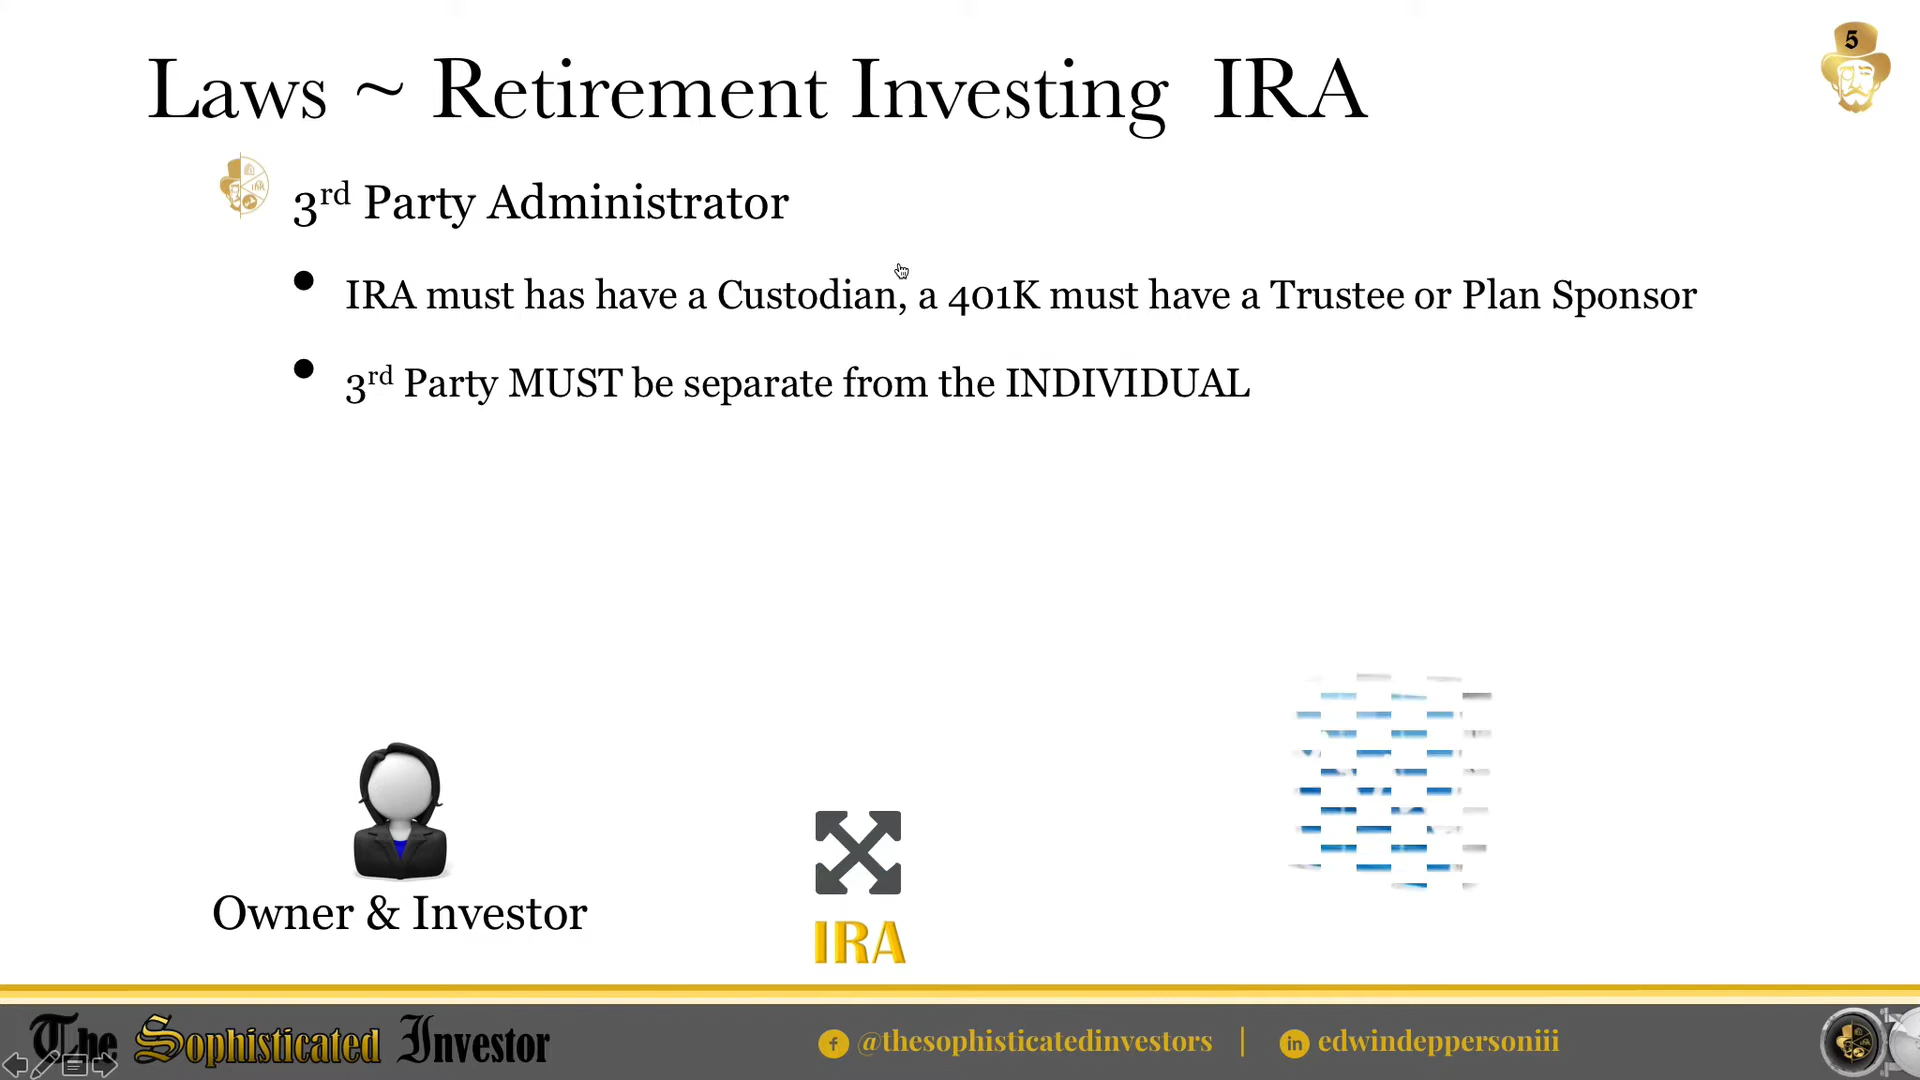 5
Laws ~ Retirement Investing IRA
3rd Party Administrator
IRA must has have a Custodian, a 401K must have a Trustee or Plan Sponsor
3rd Party MUST be separate from the INDIVIDUAL
Owner & Investor
IRA
The Sophisticated Investor
@thesophisticatedinvestors | edwindeppersoniii